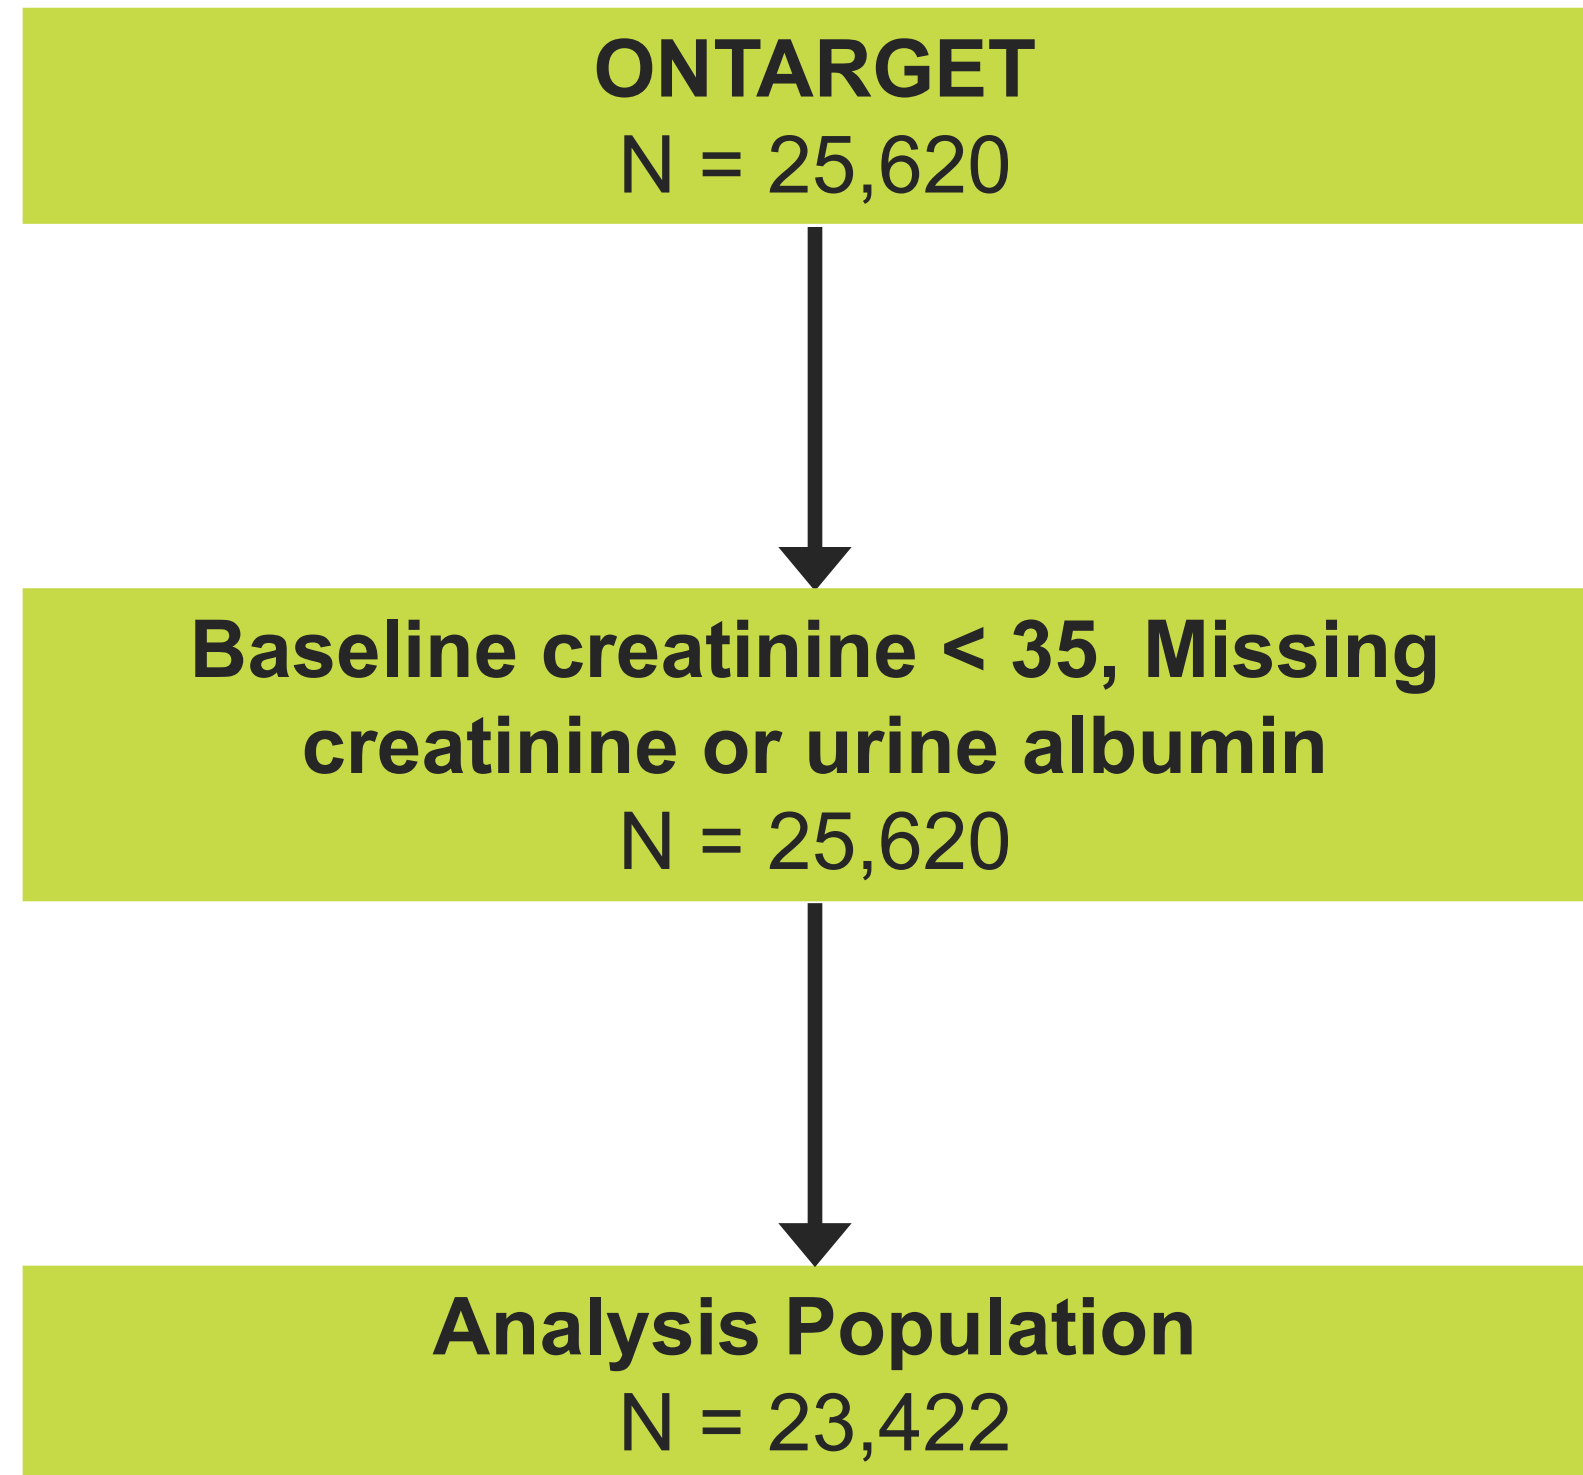 ONTARGET
N = 25,620
Baseline creatinine < 35, Missing
creatinine or urine albumin
N = 25,620
Analysis Population
N = 23,422